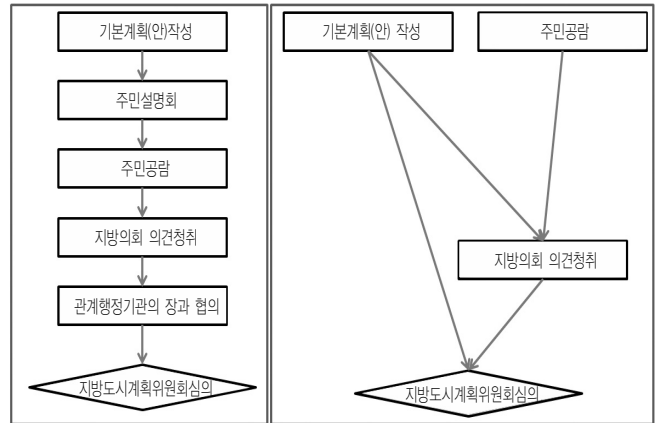 기본계획(안)작성
주민설명회
주민공람
지방의회 의견청취
관계행정기관의 장과 협의
지방도시계획위원회심의
기본계획(안) 작성
주민공람
지방의회 의견청취
지방도시계획위원회심의